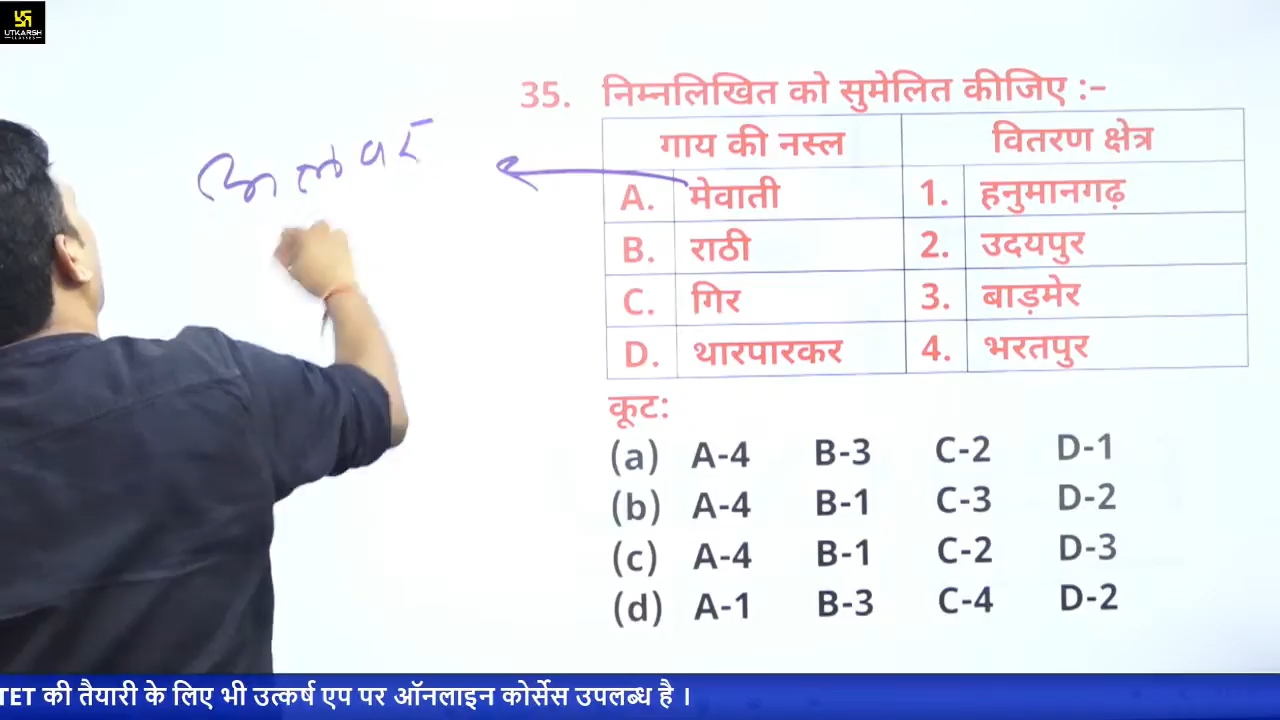 UTKARSH
CLASSES
35. निम्नलिखित को सुमेलित कीजिए :–
गाय की नस्ल वितरण क्षेत्र
A. मेवाती 1. हनुमानगढ़
B. राठी 2. उदयपुर
C. गिर 3. बाड़मेर
D. थारपारकर 4. भरतपुर
कूट:
(a) A-4 B-3 C-2 D-1
(b) A-4 B-1 C-3 D-2
(c) A-4 B-1 C-2 D-3
(d) A-1 B-3 C-4 D-2
अलवर
TET की तैयारी के लिए भी उत्कर्ष एप पर ऑनलाइन कोर्सेस उपलब्ध है ।